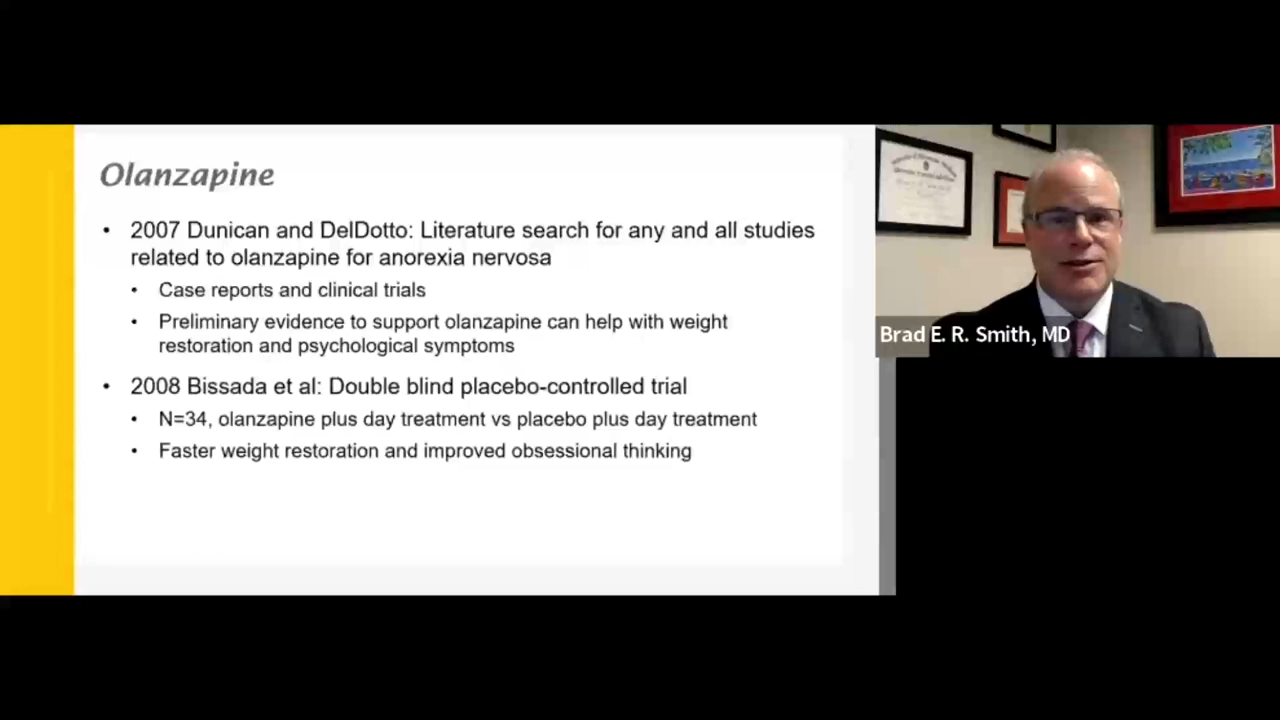 Olanzapine
• 2007 Dunican and DelDotto: Literature search for any and all studies
related to olanzapine for anorexia nervosa
• Case reports and clinical trials
• Preliminary evidence to support olanzapine can help with weight
restoration and psychological symptoms
• 2008 Bissada et al: Double blind placebo-controlled trial
• N=34, olanzapine plus day treatment vs placebo plus day treatment
• Faster weight restoration and improved obsessional thinking
Brad E. R. Smith, MD